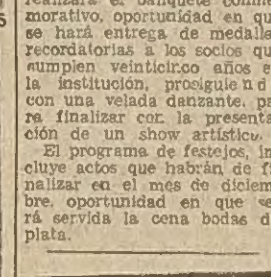 realizará el banquete conme-
morativo, oportunidad en qu
se hará entrega de medalla
recordatorias a los socios qu
cumplen veinticinco años e
la institución, prosiguiend
con una velada danzante, pa
ra finalizar con la presenta
ción de un show artístico.
El programa de festejos, in
cluye actos que habrán de fi
nalizar en el mes de diciem
bre, oportunidad en que se
rá servida la cena bodas d
plata.